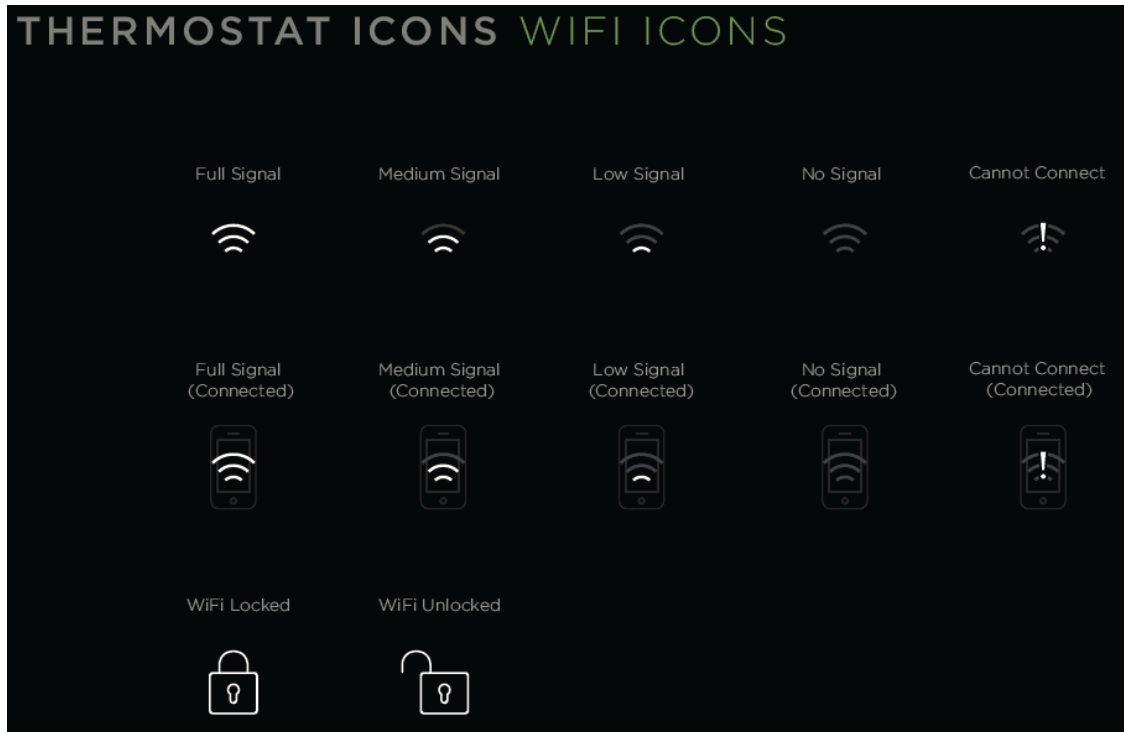 THERMOSTAT ICONS WIFI ICONS
Full Signal
Medium Signal
Low Signal
No Signal
Cannot Connect
Full Signal
(Connected)
Medium Signal
(Connected)
Low Signal
(Connected)
No Signal
(Connected)
Cannot Connect
(Connected)
WiFi Locked
WiFi Unlocked